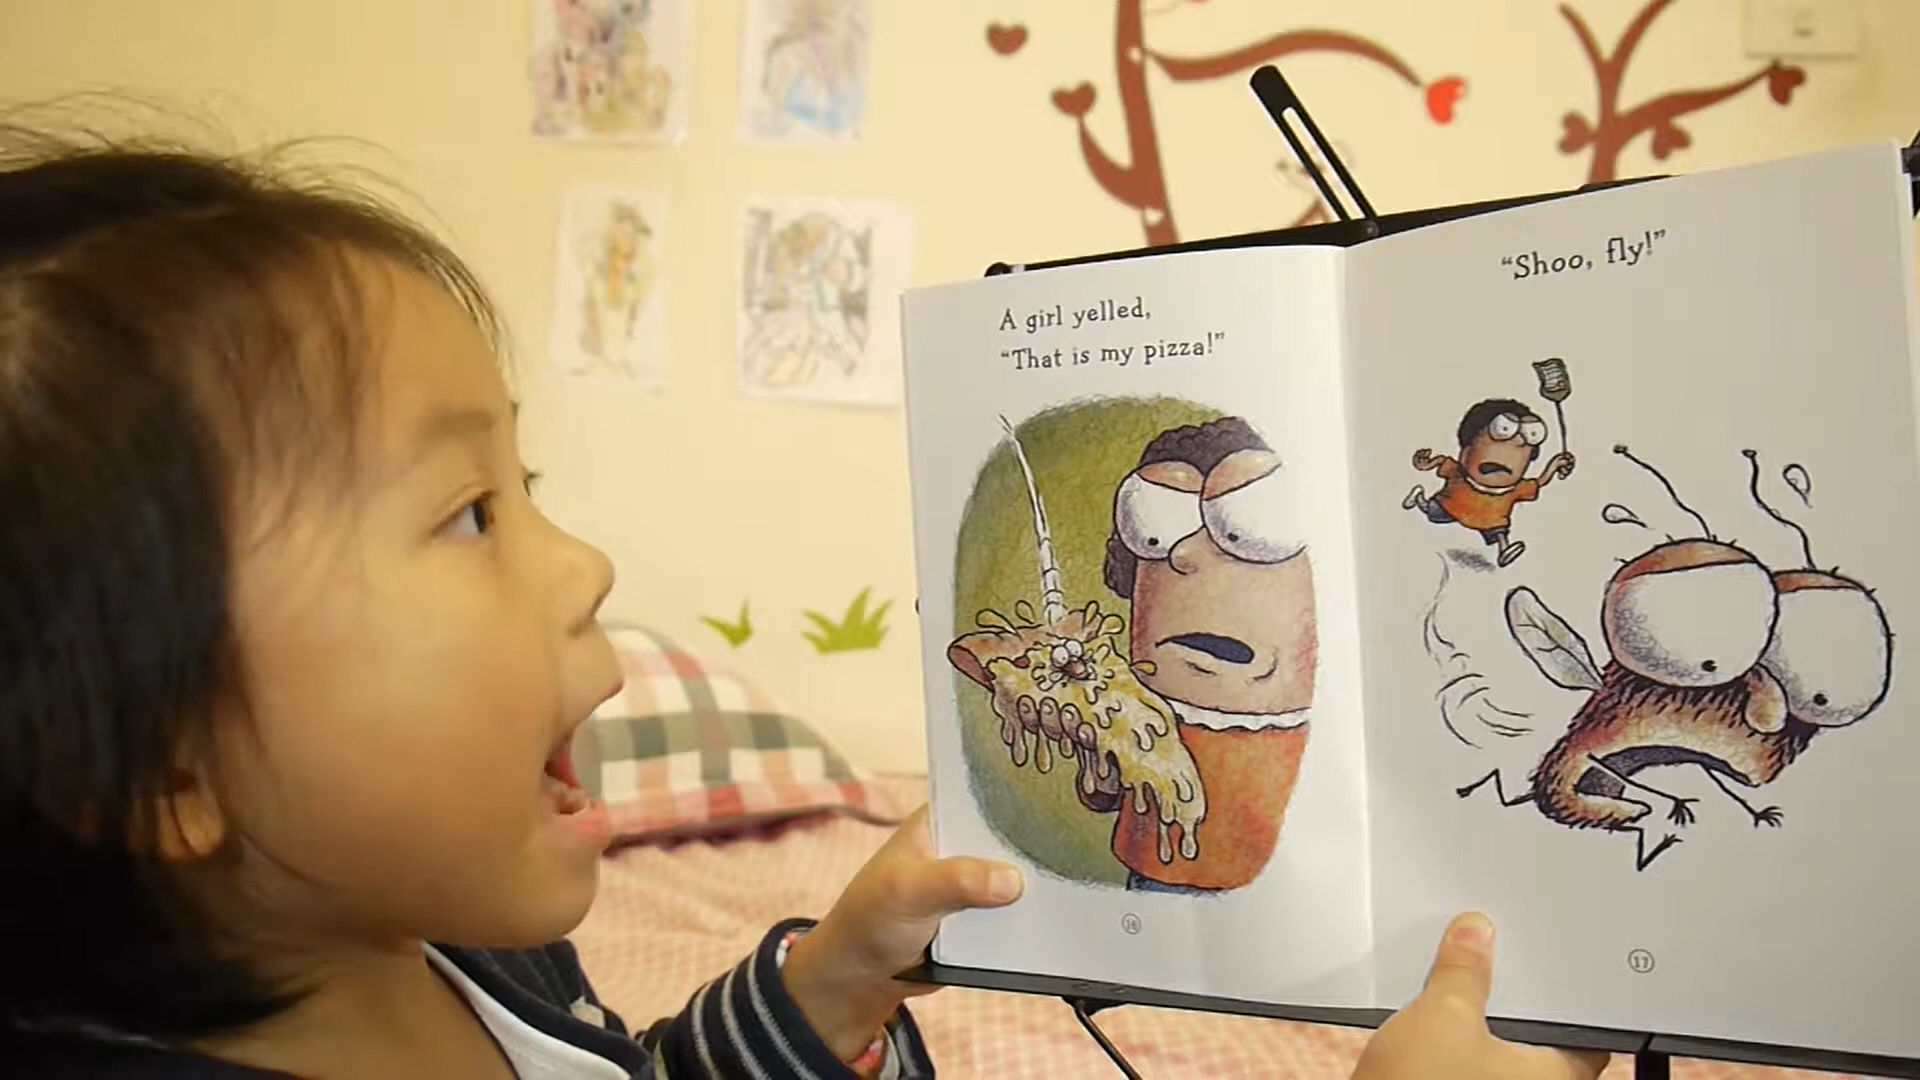 A girl yelled,
“That is my pizza!”
16
“Shoo, fly!”
17